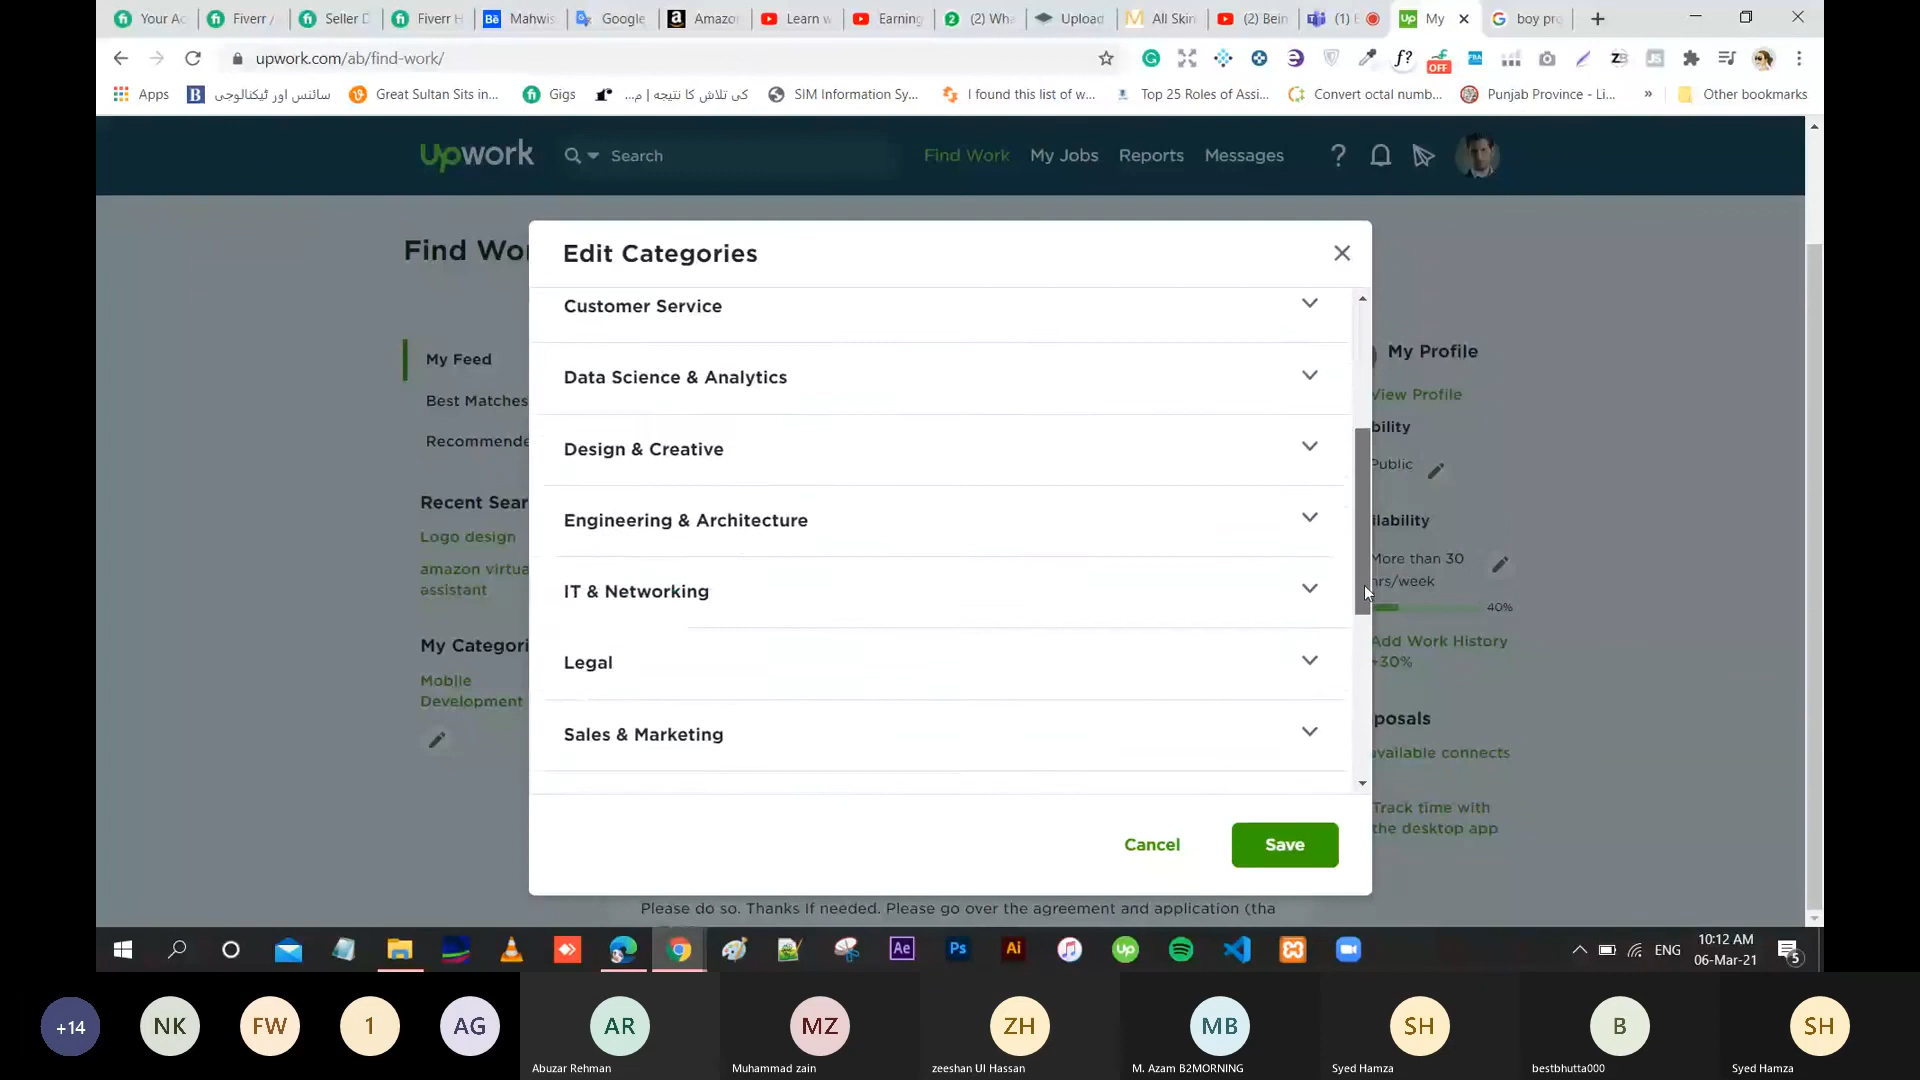 Your Ac
Fiverr /
Seller D
Fiverr H
Bē Mahwis
Google
Amazo
Learn w
Earning
(2) Wha
Upload
All Skin
(2) Bein
(1) E
My
boy pro
upwork.com/ab/find-work/
f?
OFF
FBA
JS
Apps
سائنس اور ٹیکنالوجی
Great Sultan Sits in...
Gigs
کی تلاش کا نتیجہ | م...
SIM Information Sy...
I found this list of w...
Top 25 Roles of Assi...
Convert octal numb...
Punjab Province - Li...
»
Other bookmarks
upwork
Search
Find Work
My Jobs
Reports
Messages
?
Find Wo
Edit Categories
Customer Service
Data Science & Analytics
Design & Creative
Engineering & Architecture
IT & Networking
Legal
Sales & Marketing
Cancel
Save
My Feed
Best Matches
Recommende
Recent Sear
Logo design
amazon virtua
assistant
My Categori
Mobile
Development
My Profile
View Profile
bility
Public
ilability
More than 30
hrs/week
40%
Add Work History
+30%
posals
available connects
Track time with
the desktop app
Please do so. Thanks If needed. Please go over the agreement and application (tha
Ae
Ps
Ai
Up
ENG
10:12 AM
06-Mar-21
5
+14
NK
FW
1
AG
AR
Abuzar Rehman
MZ
Muhammad zain
ZH
zeeshan Ul Hassan
MB
M. Azam B2MORNING
SH
Syed Hamza
B
bestbhutta000
SH
Syed Hamza